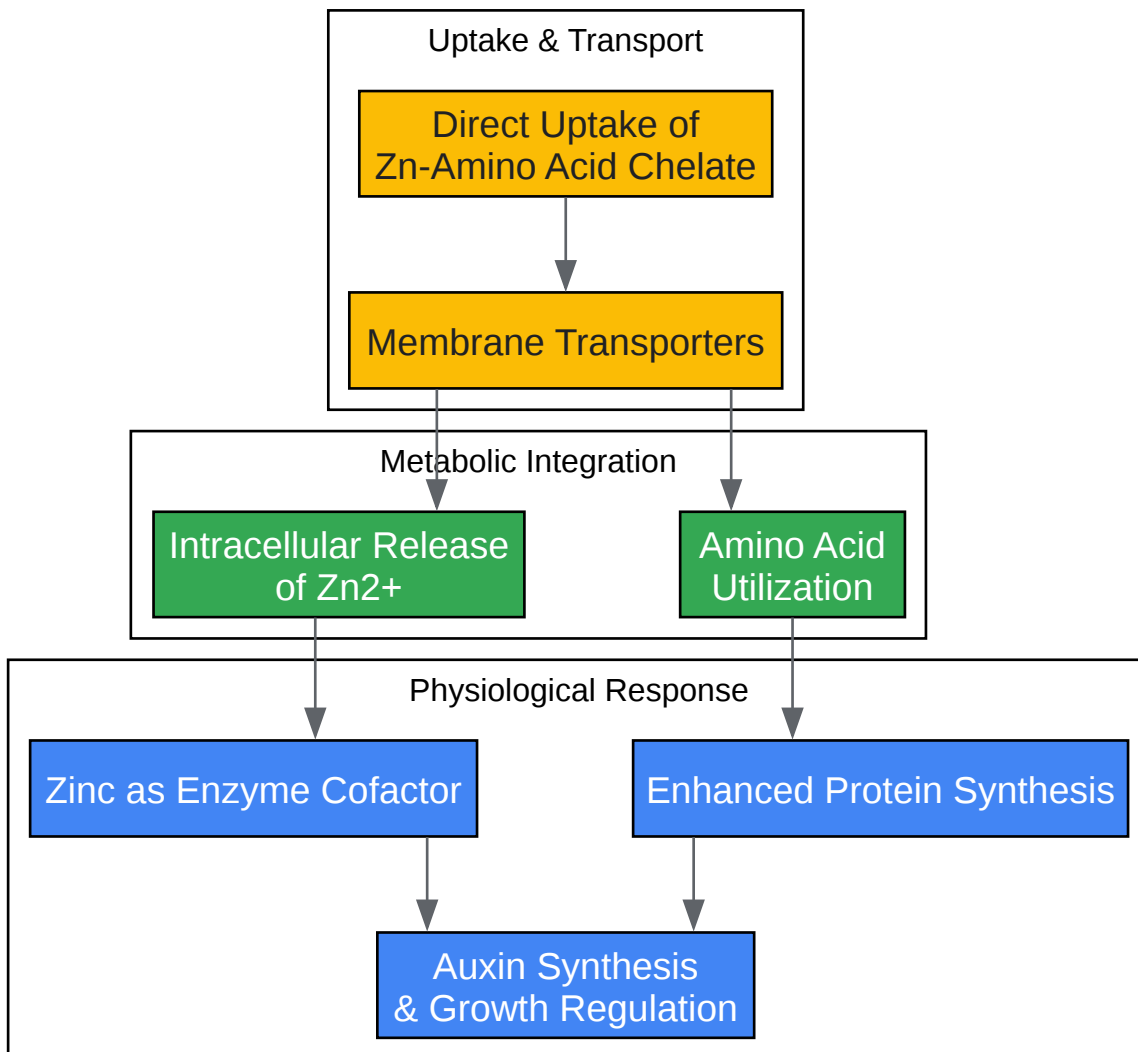 Uptake & Transport
Direct Uptake of
Zn-Amino Acid Chelate
Membrane Transporters
Metabolic Integration
Intracellular Release
of Zn2+
Amino Acid
Utilization
Physiological Response
Zinc as Enzyme Cofactor
Enhanced Protein Synthesis
Auxin Synthesis
& Growth Regulation